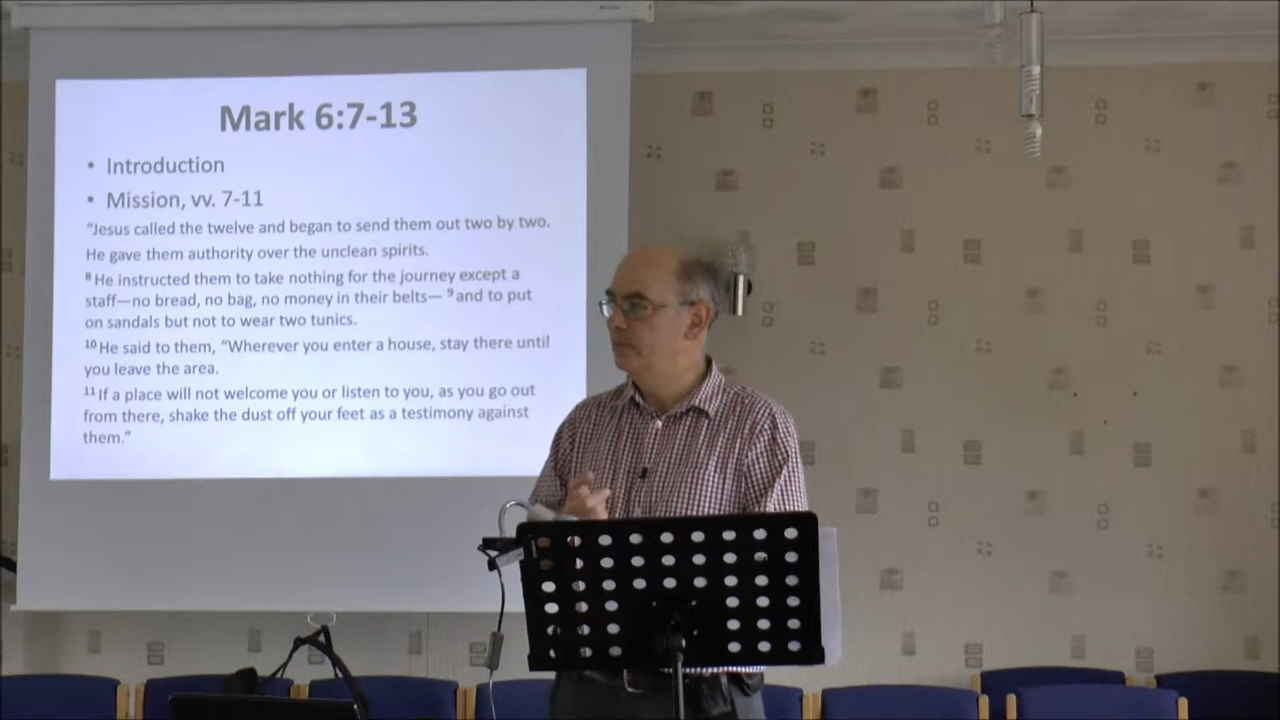 Mark 6:7-13
• Introduction
• Mission, vv. 7-11
“Jesus called the twelve and began to send them out two by two.
He gave them authority over the unclean spirits.
⁸ He instructed them to take nothing for the journey except a
staff—no bread, no bag, no money in their belts— ⁹ and to put
on sandals but not to wear two tunics.
¹⁰ He said to them, “Wherever you enter a house, stay there until
you leave the area.
¹¹ If a place will not welcome you or listen to you, as you go out
from there, shake the dust off your feet as a testimony against
them.”